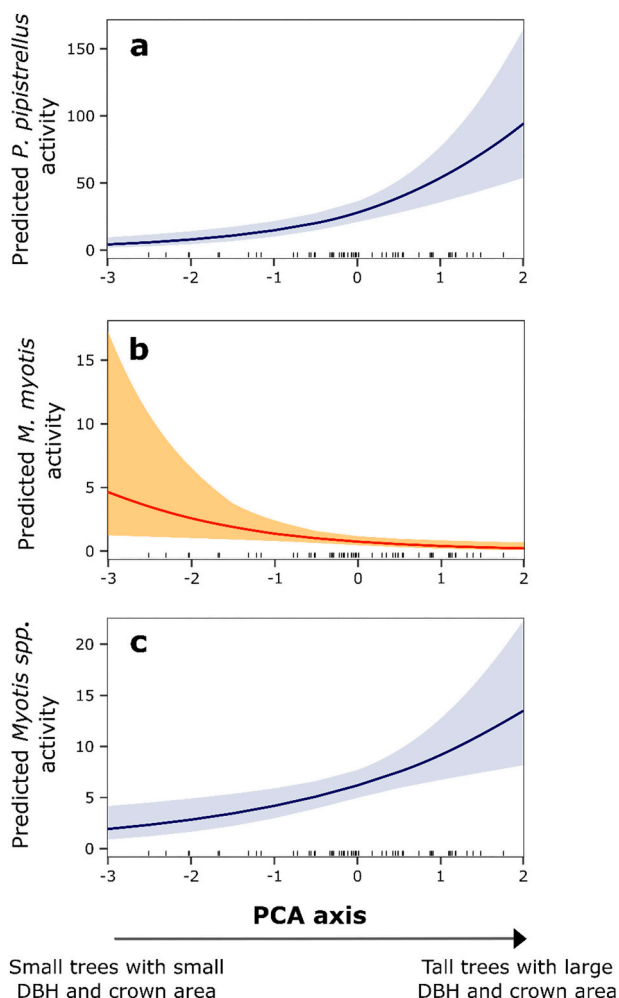 a
Predicted P. pipistrellus
activity
150
100
50
0
-3 -2 -1 0 1 2
b
Predicted M. myotis
activity
15
10
5
0
-3 -2 -1 0 1 2
c
Predicted Myotis spp.
activity
20
15
10
5
0
-3 -2 -1 0 1 2
PCA axis
Small trees with small
DBH and crown area
Tall trees with large
DBH and crown area